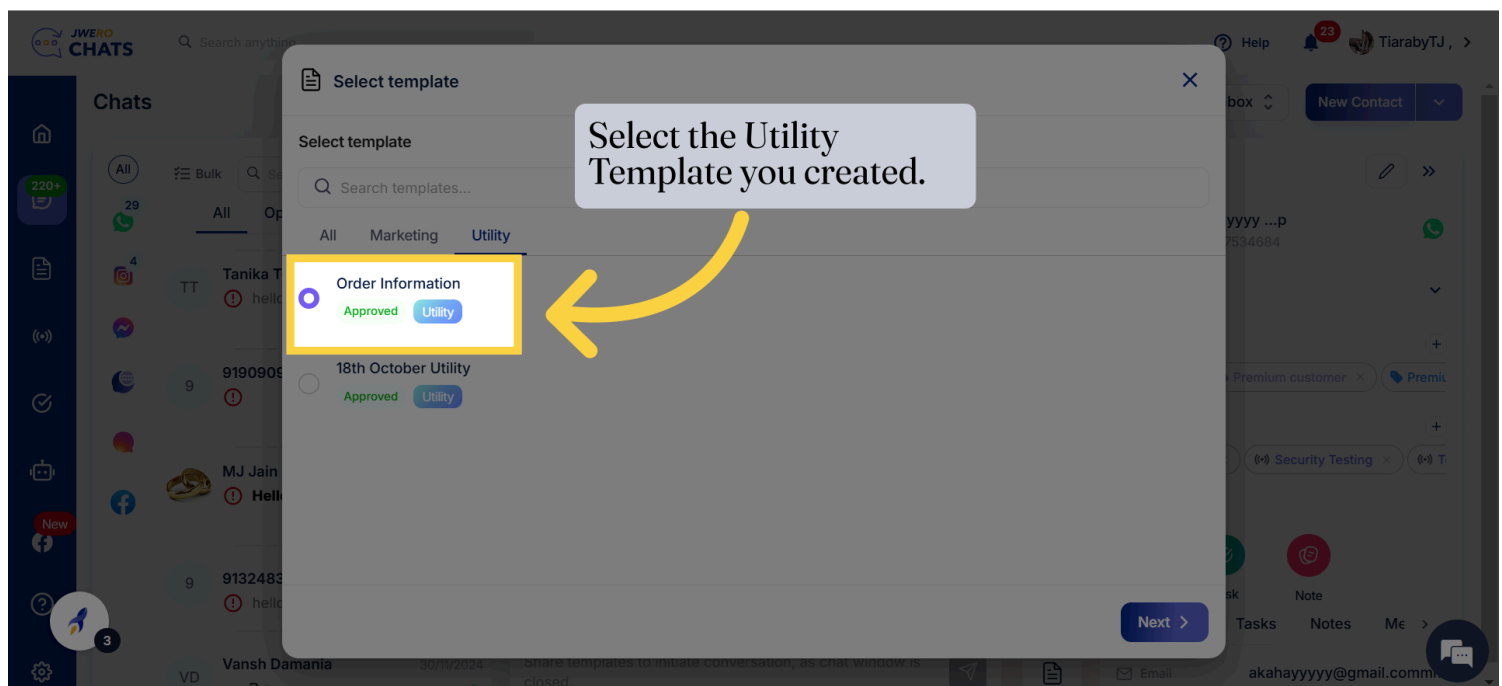 JWERO
CHATS
Search anything
Help
23
TiarabyTJ ,
Chats
Select template
box
New Contact
Select template
Select the Utility
Template you created.
Search templates...
All
Bulk
220+
29
All
All
Marketing
Utility
yyyy ...p
7534684
4
TT
Tanika T
Order Information
Approved
Utility
9
9190909
18th October Utility
Approved
Utility
Premium customer
MJ Jain
Security Testing
New
9
9132483
Next
Note
Tasks
Notes
3
VD
Vansh Damania
30/11/2024
Share templates to initiate conversation, as chat window is
closed
Email
akahayyyyy@gmail.comm